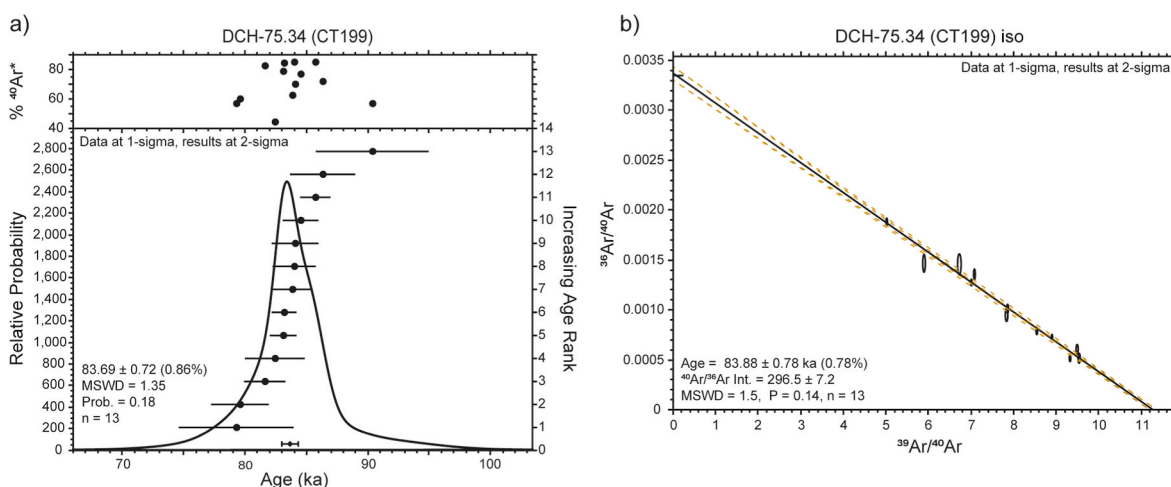 a)
DCH-75.34 (CT199)
% ⁴⁰Ar*
80
60
40
Data at 1-sigma, results at 2-sigma
Relative Probability
2,800
2,600
2,400
2,200
2,000
1,800
1,600
1,400
1,200
1,000
800
600
400
200
0
14
13
12
11
10
9
8
7
6
5
4
3
2
1
0
Increasing Age Rank
83.69 ± 0.72 (0.86%)
MSWD = 1.35
Prob. = 0.18
n = 13
70 80 90 100
Age (ka)
b)
DCH-75.34 (CT199) iso
Data at 1-sigma, results at 2-sigma
³⁶Ar/⁴⁰Ar
0.0035
0.0030
0.0025
0.0020
0.0015
0.0010
0.0005
0
Age = 83.88 ± 0.78 ka (0.78%)
⁴⁰Ar/³⁶Ar Int. = 296.5 ± 7.2
MSWD = 1.5, P = 0.14, n = 13
0 1 2 3 4 5 6 7 8 9 10 11
³⁹Ar/⁴⁰Ar